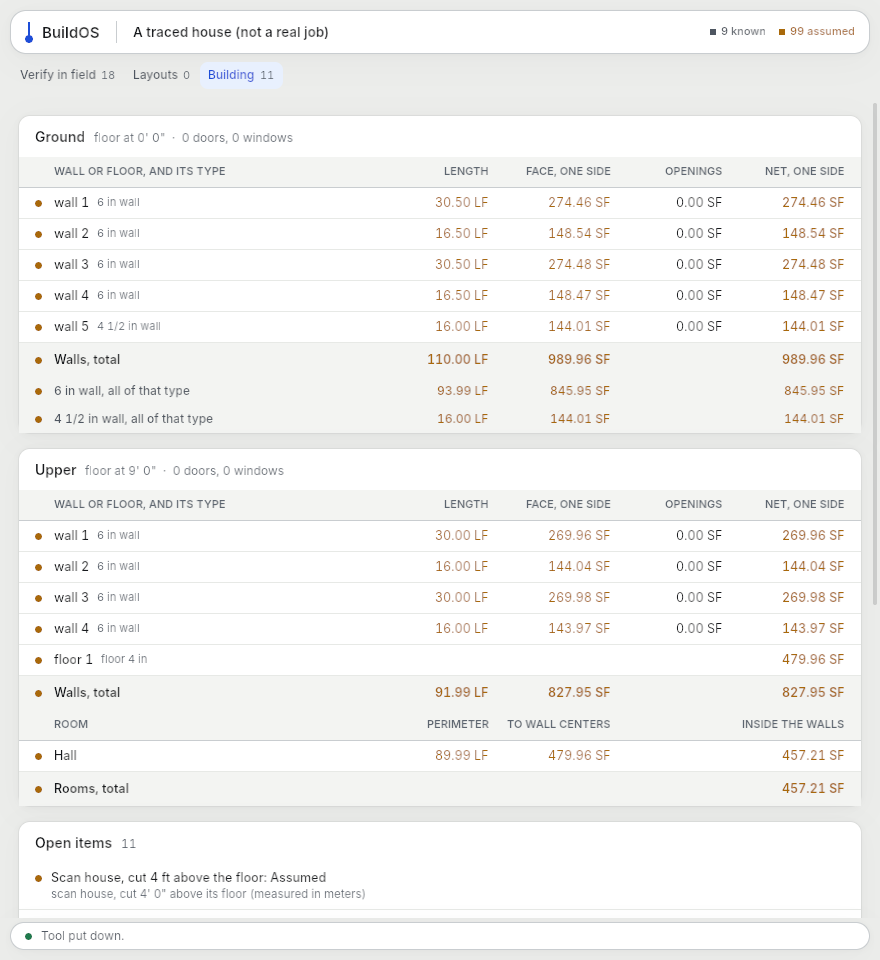 BuildOS A traced house (not a real job) 9 known 99 assumed
Verify in field 18 Layouts 0 Building 11
Ground floor at 0' 0" · 0 doors, 0 windows
WALL OR FLOOR, AND ITS TYPE LENGTH FACE, ONE SIDE OPENINGS NET, ONE SIDE
wall 1 6 in wall 30.50 LF 274.46 SF 0.00 SF 274.46 SF
wall 2 6 in wall 16.50 LF 148.54 SF 0.00 SF 148.54 SF
wall 3 6 in wall 30.50 LF 274.48 SF 0.00 SF 274.48 SF
wall 4 6 in wall 16.50 LF 148.47 SF 0.00 SF 148.47 SF
wall 5 4 1/2 in wall 16.00 LF 144.01 SF 0.00 SF 144.01 SF
Walls, total 110.00 LF 989.96 SF 989.96 SF
6 in wall, all of that type 93.99 LF 845.95 SF 845.95 SF
4 1/2 in wall, all of that type 16.00 LF 144.01 SF 144.01 SF
Upper floor at 9' 0" · 0 doors, 0 windows
WALL OR FLOOR, AND ITS TYPE LENGTH FACE, ONE SIDE OPENINGS NET, ONE SIDE
wall 1 6 in wall 30.00 LF 269.96 SF 0.00 SF 269.96 SF
wall 2 6 in wall 16.00 LF 144.04 SF 0.00 SF 144.04 SF
wall 3 6 in wall 30.00 LF 269.98 SF 0.00 SF 269.98 SF
wall 4 6 in wall 16.00 LF 143.97 SF 0.00 SF 143.97 SF
floor 1 floor 4 in 479.96 SF
Walls, total 91.99 LF 827.95 SF 827.95 SF
ROOM PERIMETER TO WALL CENTERS INSIDE THE WALLS
Hall 89.99 LF 479.96 SF 457.21 SF
Rooms, total 457.21 SF
Open items 11
Scan house, cut 4 ft above the floor: Assumed
scan house, cut 4' 0" above its floor (measured in meters)
Tool put down.